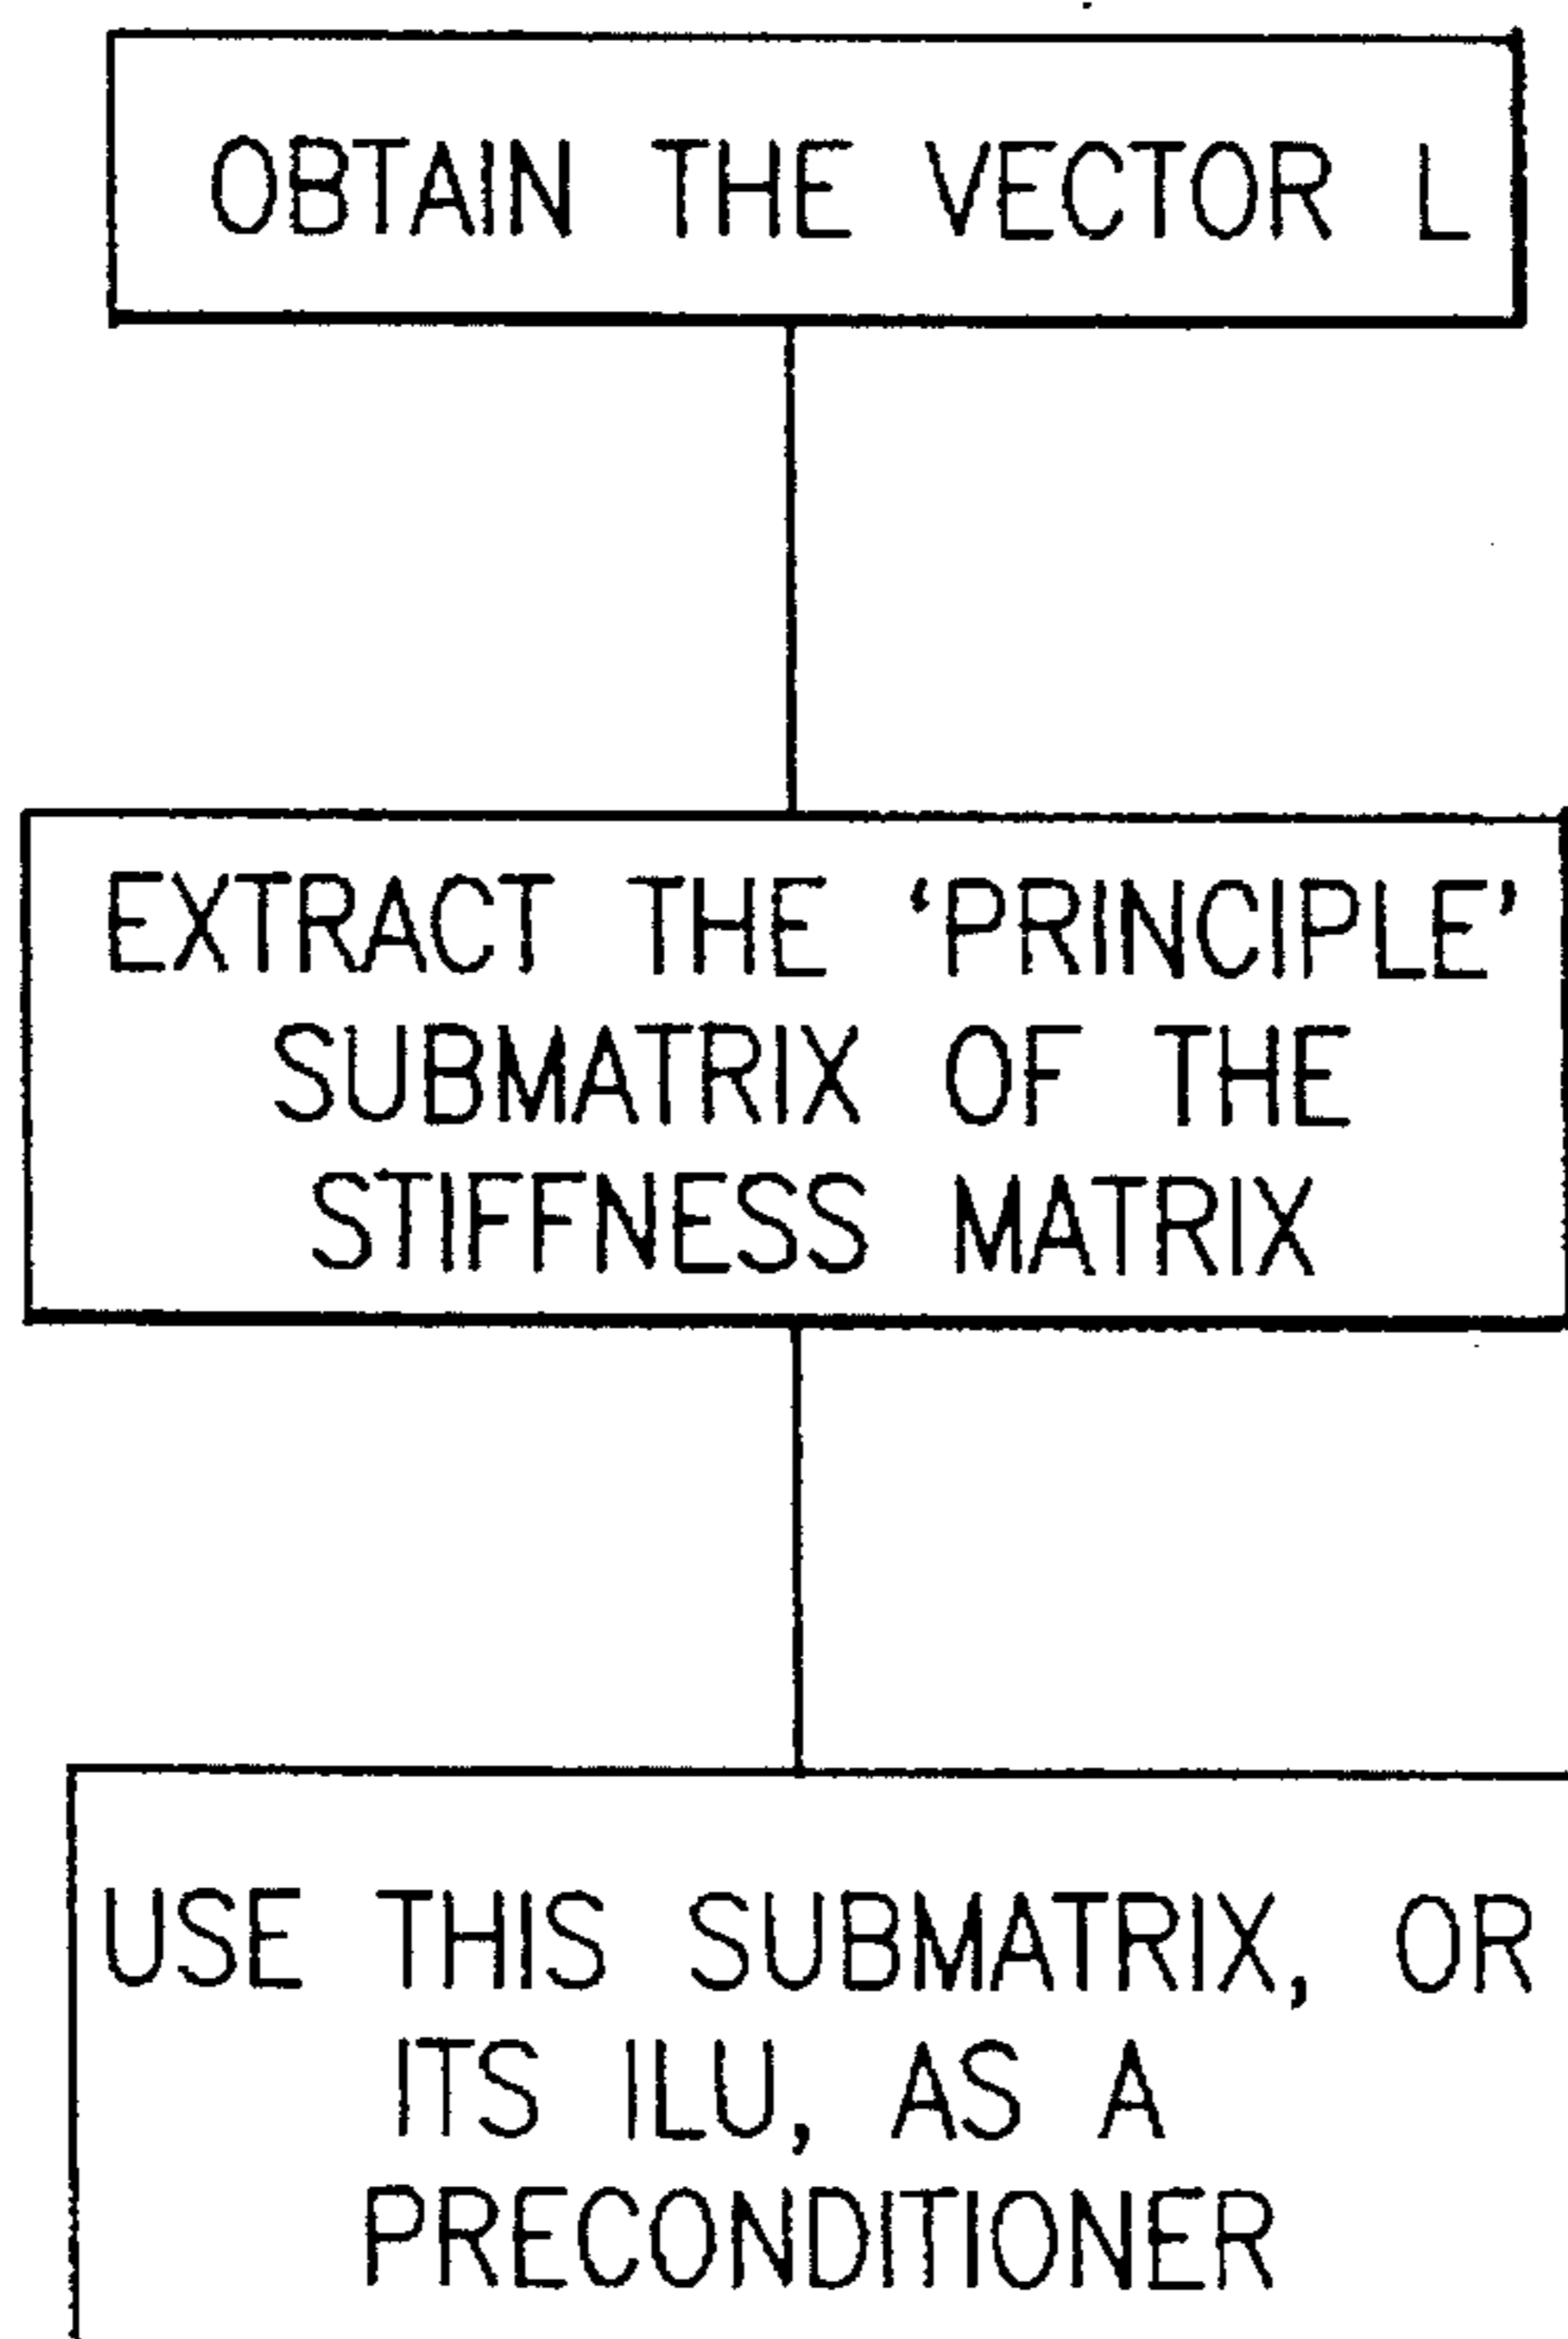 OBTAIN THE VECTOR L
EXTRACT THE ‘PRINCIPLE’
SUBMATRIX OF THE
STIFFNESS MATRIX
USE THIS SUBMATRIX, OR
ITS ILU, AS A
PRECONDITIONER